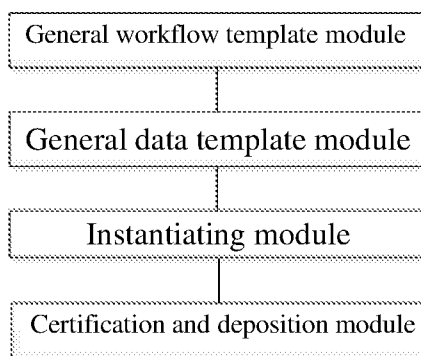 General workflow template module
General data template module
Instantiating module
Certification and deposition module